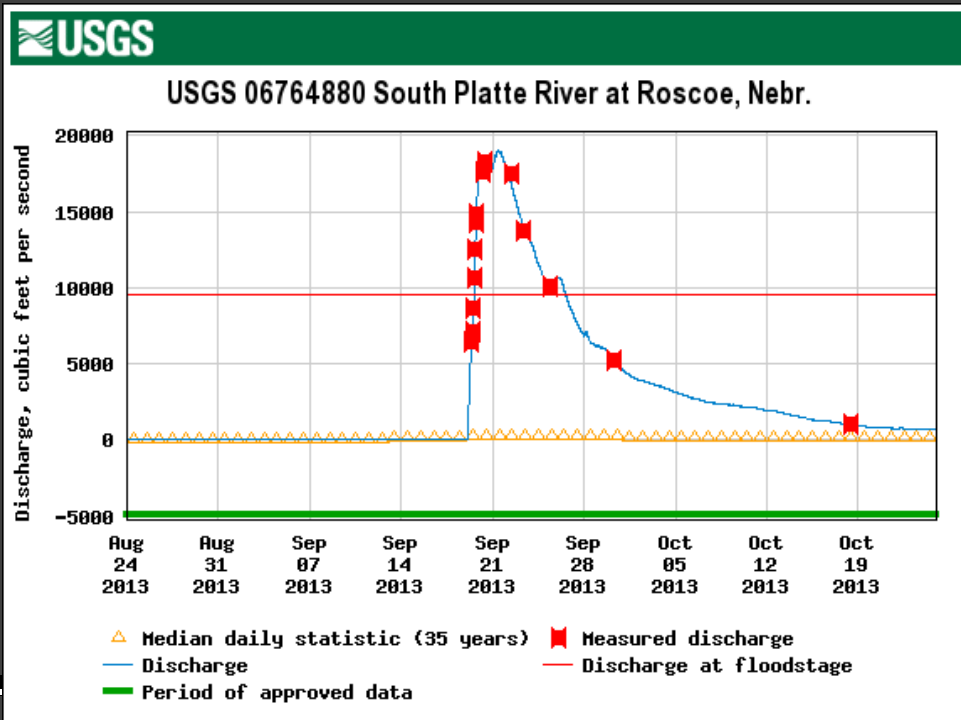 USGS
USGS 06764880 South Platte River at Roscoe, Nebr.
Discharge, cubic feet per second
20000
15000
10000
5000
0
-5000
Aug Aug Sep Sep Sep Sep Oct Oct Oct
24 31 07 14 21 28 05 12 19
2013 2013 2013 2013 2013 2013 2013 2013 2013
Median daily statistic (35 years) Measured discharge
Discharge Discharge at floodstage
Period of approved data